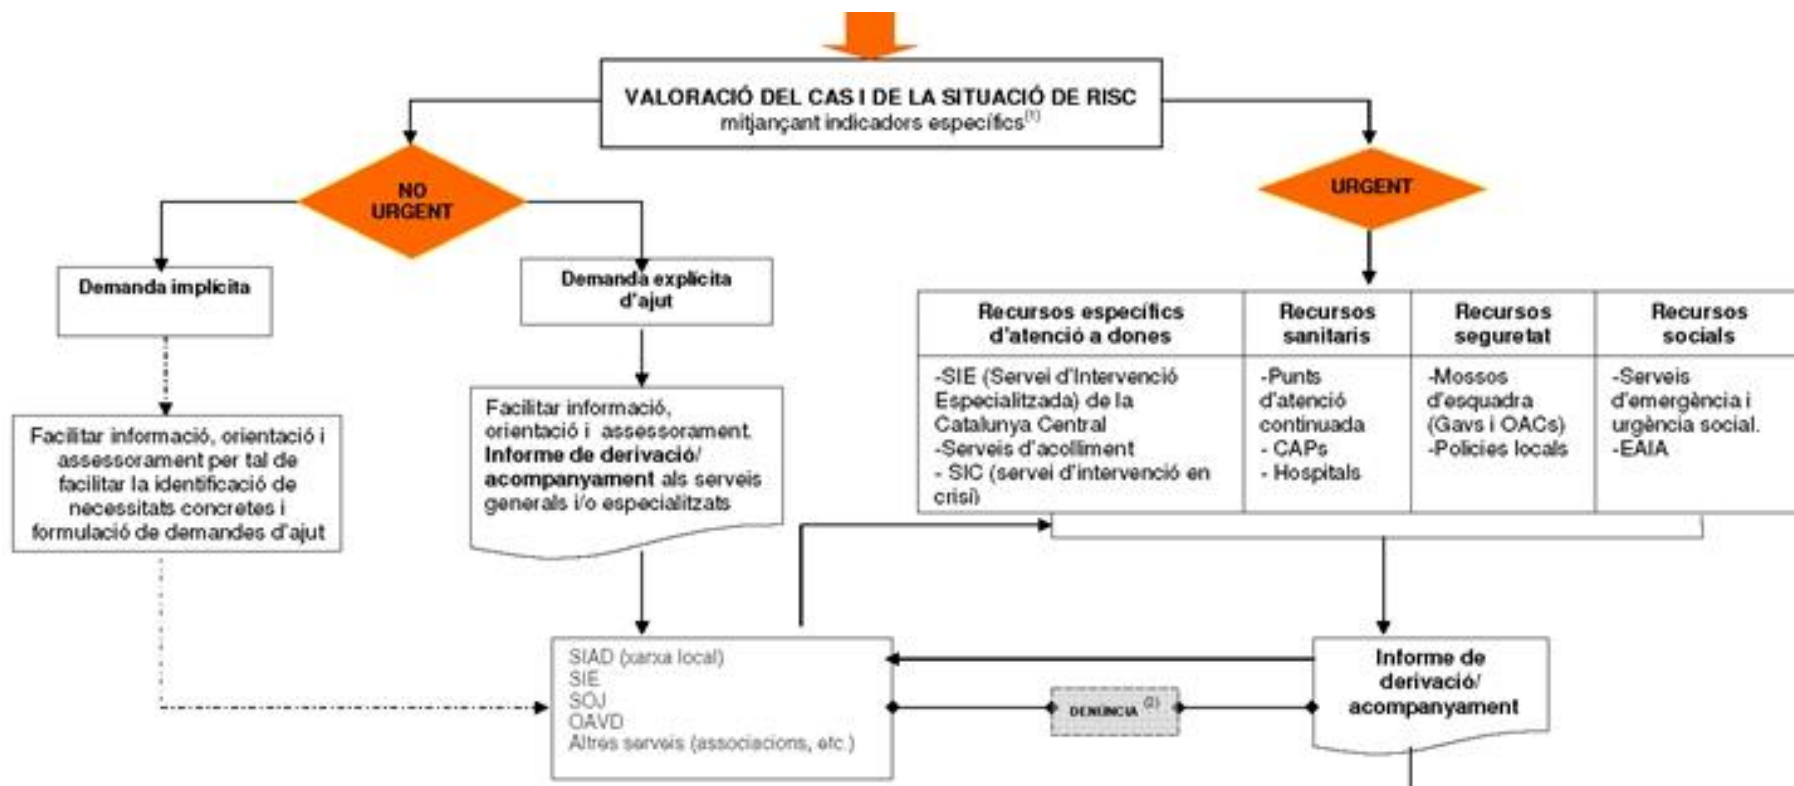 VALORACIÓ DEL CAS I DE LA SITUACIÓ DE RISC
mitjançant indicadors específics(1)
NO
URGENT
URGENT
Demanda implícita
Demanda explícita
d'ajut
Facilitar informació, orientació i
assessorament per tal de
facilitar la identificació de
necessitats concretes i
formulació de demandes d'ajut
Facilitar informació,
orientació i assessorament.
Informe de derivació/
acompanyament als serveis
generals i/o especialitzats
Recursos específics
d'atenció a dones
-SIE (Servei d'Intervenció
Especialitzada) de la
Catalunya Central
-Serveis d'acolliment
- SIC (servei d'intervenció en
crisi)
Recursos
sanitaris
-Punts
d'atenció
continuada
- CAPs
- Hospitals
Recursos
seguretat
-Mossos
d'esquadra
(Gavs i OACs)
-Policies locals
Recursos
socials
-Serveis
d'emergència i
urgència social.
-EAIA
SIAD (xarxa local)
SIE
SOJ
OAVD
Altres serveis (associacions, etc.)
DENÚNCIA (2)
Informe de
derivació/
acompanyament